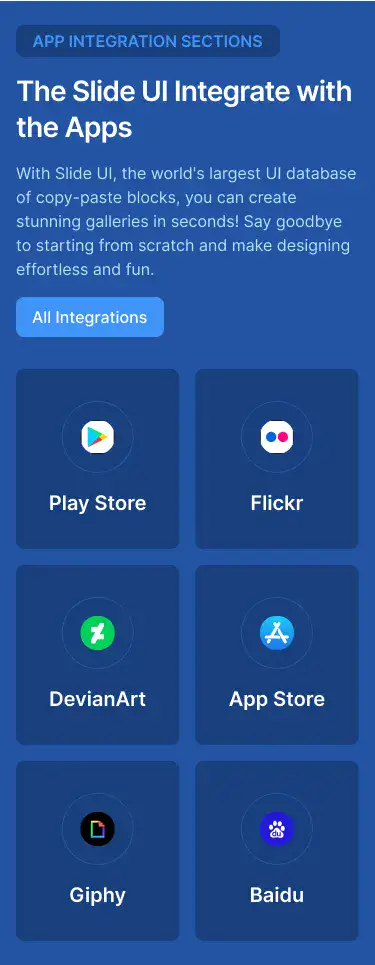 APP INTEGRATION SECTIONS
The Slide UI Integrate with
the Apps
With Slide UI, the world's largest UI database
of copy-paste blocks, you can create
stunning galleries in seconds! Say goodbye
to starting from scratch and make designing
effortless and fun.
All Integrations
Play Store
Flickr
DevianArt
App Store
Giphy
du
Baidu